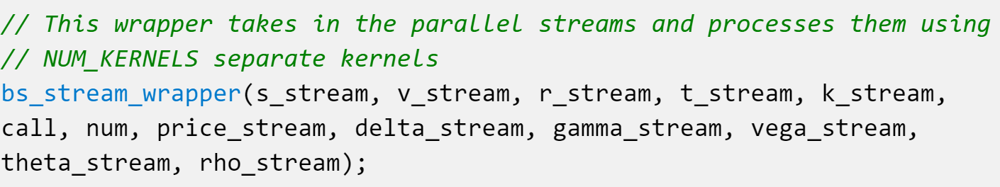 // This wrapper takes in the parallel streams and processes them using
// NUM_KERNELS separate kernels
bs_stream_wrapper(s_stream, v_stream, r_stream, t_stream, k_stream,
call, num, price_stream, delta_stream, gamma_stream, vega_stream,
theta_stream, rho_stream);